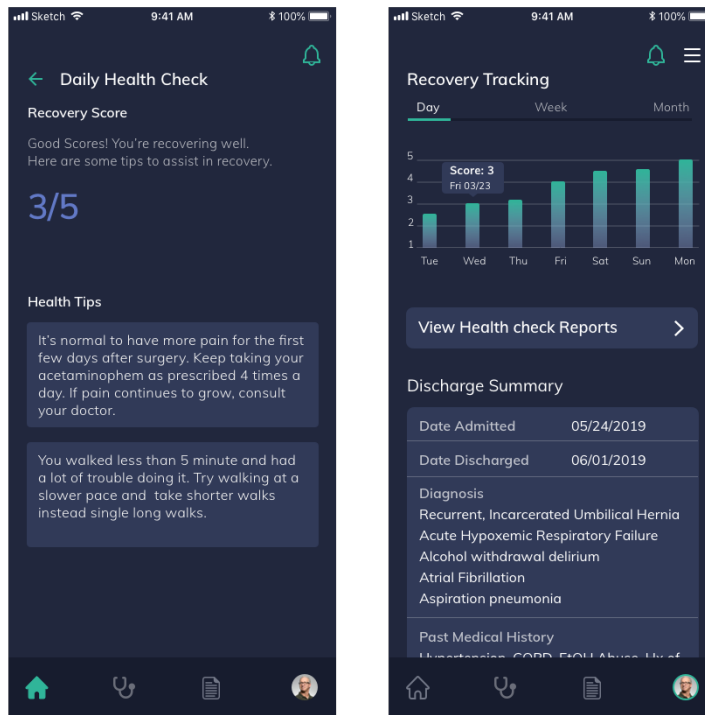 Sketch 9:41 AM 100%
Daily Health Check
Recovery Score
Good Scores! You're recovering well.
Here are some tips to assist in recovery.
3/5
Health Tips
It's normal to have more pain for the first
few days after surgery. Keep taking your
acetaminophem as prescribed 4 times a
day. If pain continues to grow, consult
your doctor.
You walked less than 5 minute and had
a lot of trouble doing it. Try walking at a
slower pace and take shorter walks
instead single long walks.
Sketch 9:41 AM 100%
Recovery Tracking
Day Week Month
5
4
3
2
1
Score: 3
Fri 03/23
Tue Wed Thu Fri Sat Sun Mon
View Health check Reports
Discharge Summary
Date Admitted 05/24/2019
Date Discharged 06/01/2019
Diagnosis
Recurrent, Incarcerated Umbilical Hernia
Acute Hypoxemic Respiratory Failure
Alcohol withdrawal delirium
Atrial Fibrillation
Aspiration pneumonia
Past Medical History
Hypertension, COPD, EtOH Abuse, Hx of